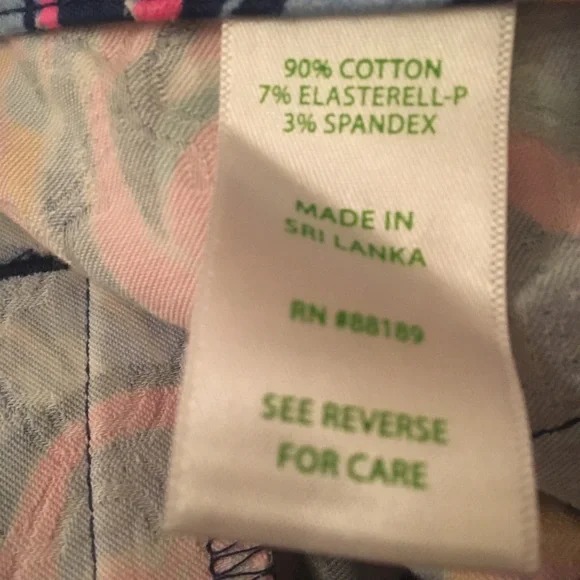 90% COTTON
7% ELASTERELL-P
3% SPANDEX
MADE IN
SRI LANKA
RN #88189
SEE REVERSE
FOR CARE